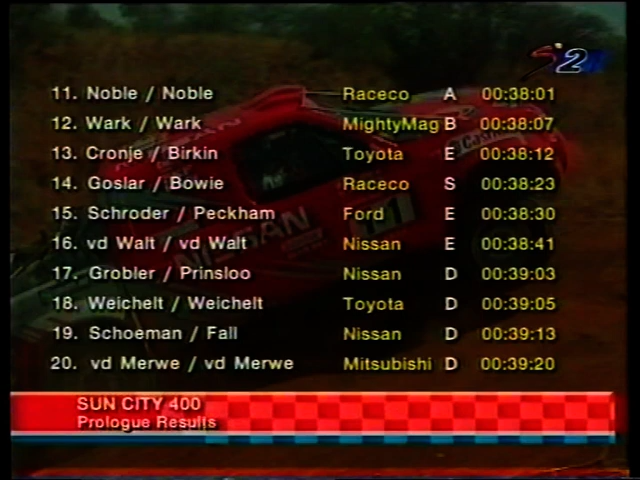 2
11. Noble / Noble Raceco A 00:38:01
12. Wark / Wark MightyMag B 00:38:07
13. Cronje / Birkin Toyota E 00:38:12
14. Goslar / Bowie Raceco S 00:38:23
15. Schroder / Peckham Ford E 00:38:30
16. vd Walt / vd Walt Nissan E 00:38:41
17. Grobler / Prinsloo Nissan D 00:39:03
18. Weichelt / Weichelt Toyota D 00:39:05
19. Schoeman / Fall Nissan D 00:39:13
20. vd Merwe / vd Merwe Mitsubishi D 00:39:20
SUN CITY 400
Prologue Results
NISSAN